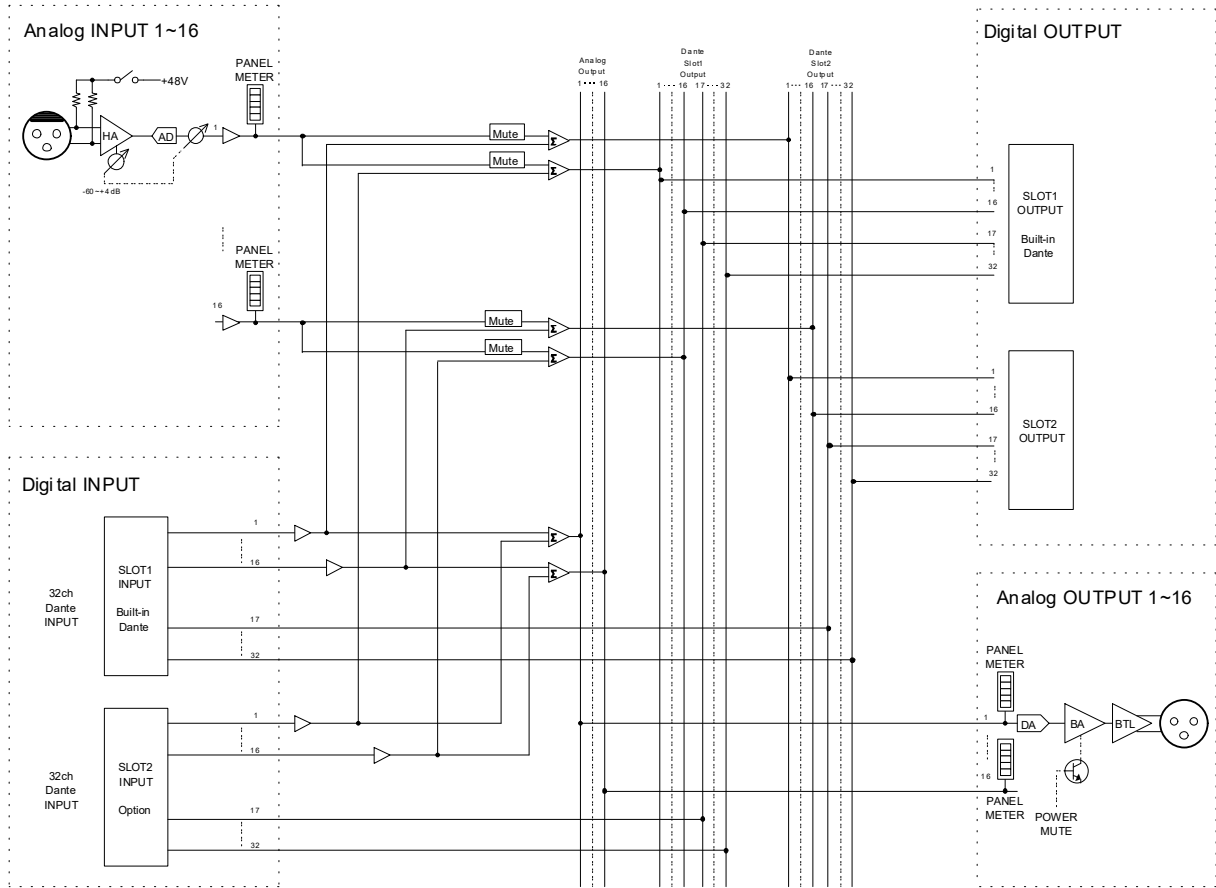 Analog INPUT 1~16
+48V
PANEL
METER
HA
AD
1
-60~+4 dB
PANEL
METER
16
Mute
Σ
Mute
Σ
Mute
Σ
Mute
Σ
Analog
Output
1 ···· 16
Dante
Slot1
Output
1 ···· 16 17 ···· 32
Dante
Slot2
Output
1 ···· 16 17 ···· 32
Digital OUTPUT
1
16
17
32
SLOT1
OUTPUT
Built-in
Dante
1
16
17
32
SLOT2
OUTPUT
Digital INPUT
32ch
Dante
INPUT
SLOT1
INPUT
Built-in
Dante
1
16
17
32
Σ
Σ
32ch
Dante
INPUT
SLOT2
INPUT
Option
1
16
17
32
Analog OUTPUT 1~16
PANEL
METER
1
DA
BA
BTL
16
PANEL
METER
POWER
MUTE